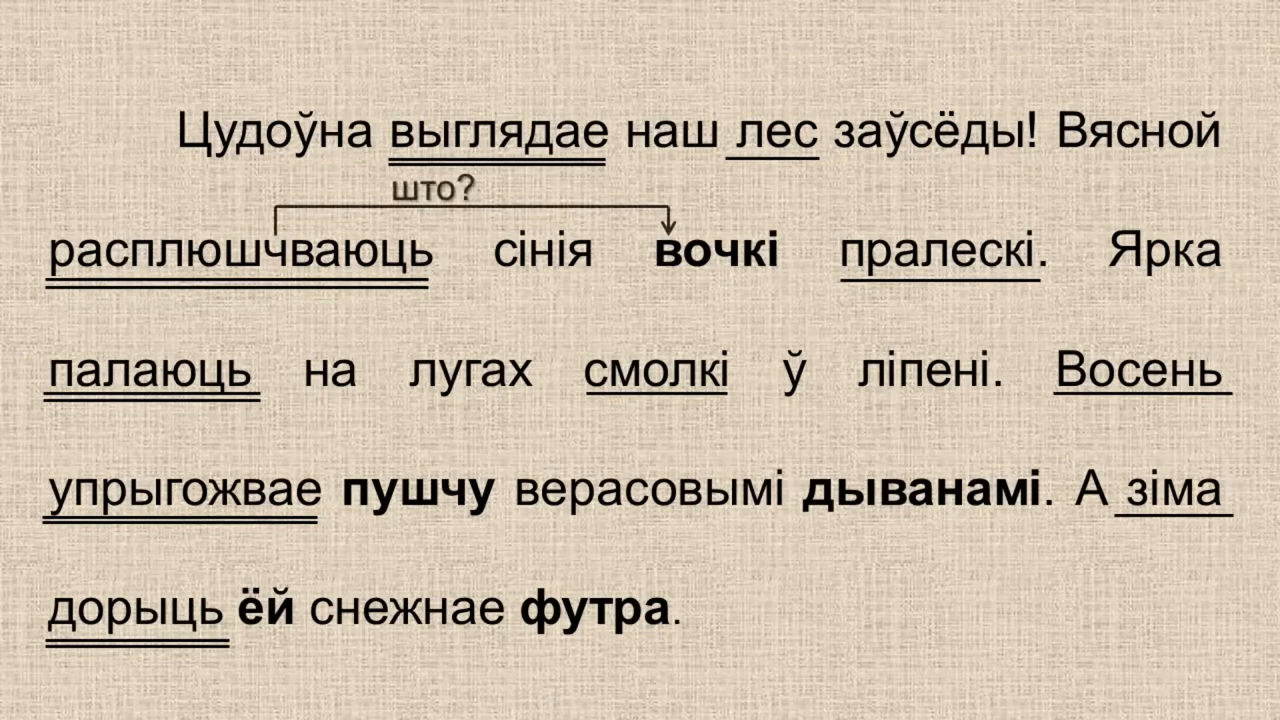 Цудоўна выглядае наш лес заўсёды! Вясной
што?
расплюшчваюць сінія вочкі пралескі. Ярка
палаюць на лугах смолкі ў ліпені. Восень
упрыгожвае пушчу верасовымі дыванамі. А зіма
дорыць ёй снежнае футра.